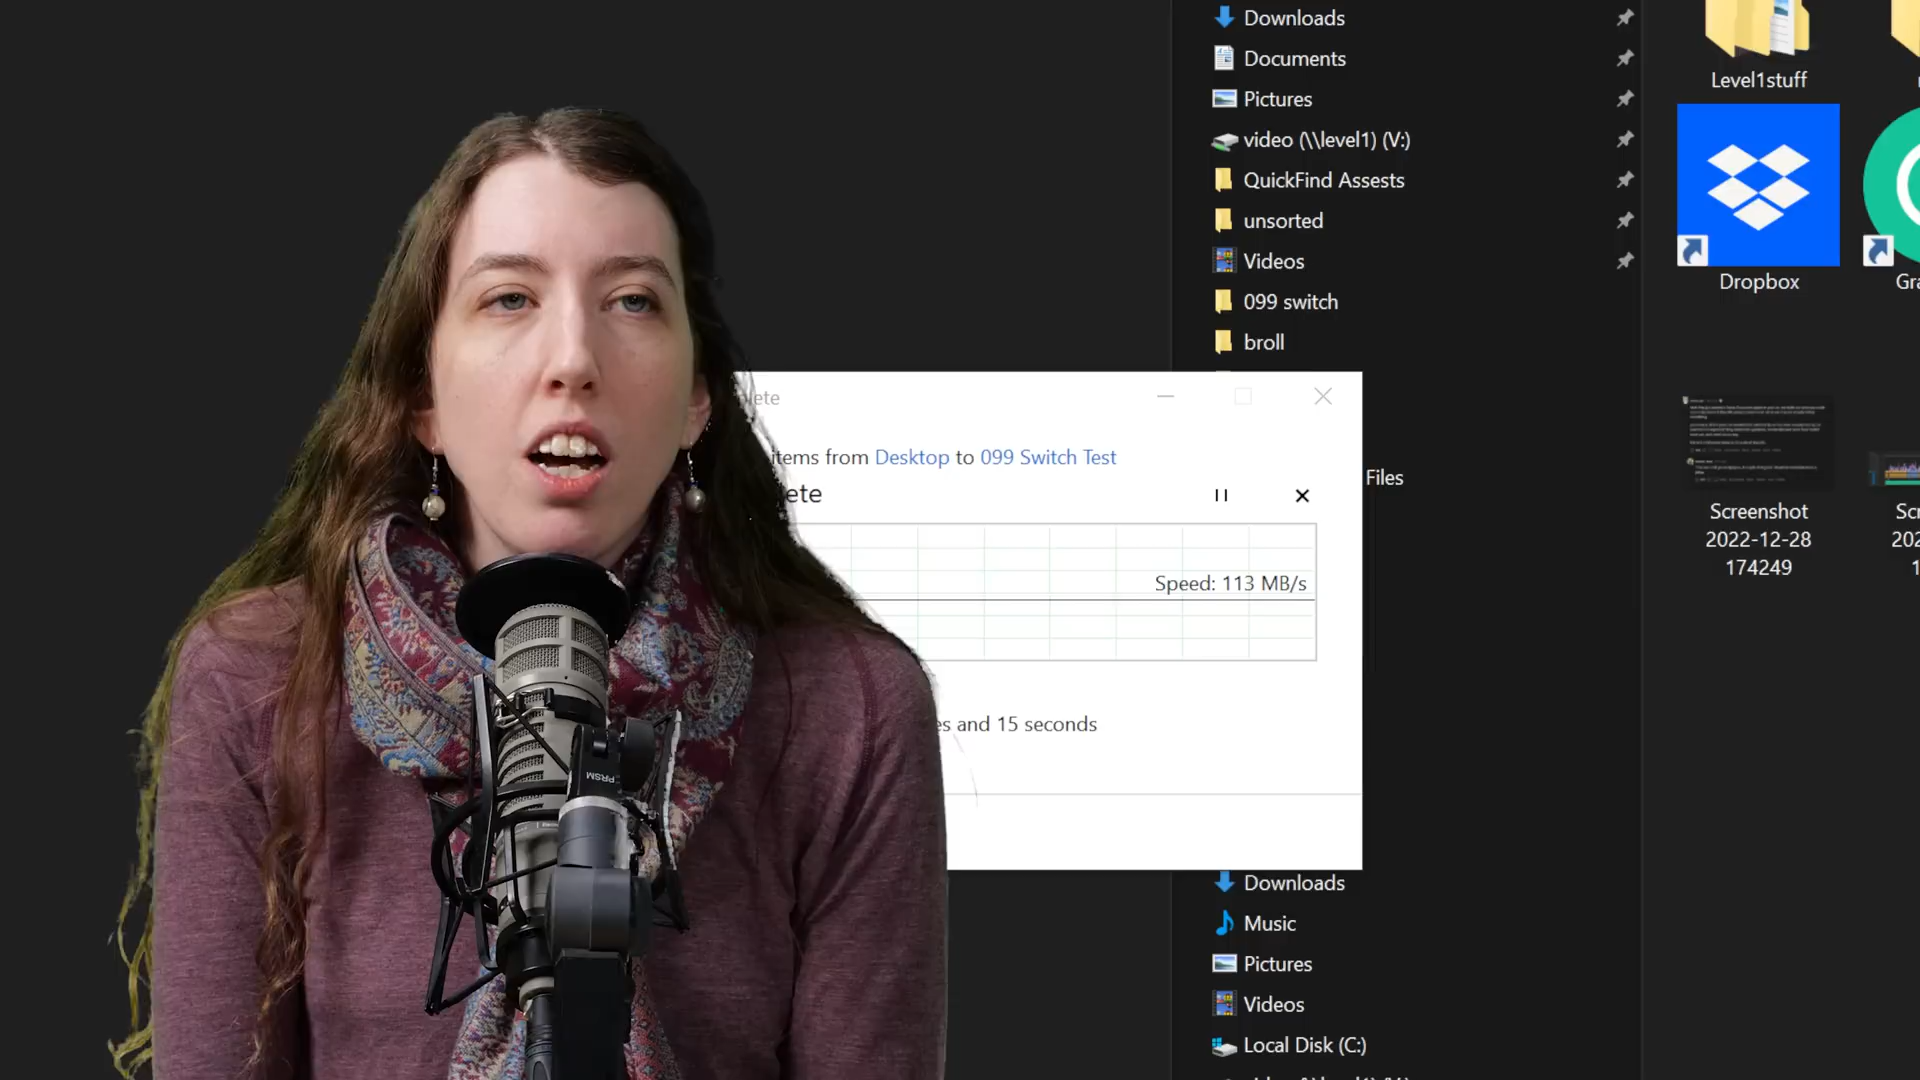 Downloads
Documents
Pictures
video (\\level1) (V:)
QuickFind Assests
unsorted
Videos
099 switch
broll
Level1stuff
Dropbox
items from Desktop to 099 Switch Test
Speed: 113 MB/s
and 15 seconds
Files
Screenshot
2022-12-28
174249
Downloads
Music
Pictures
Videos
Local Disk (C:)
PRSM